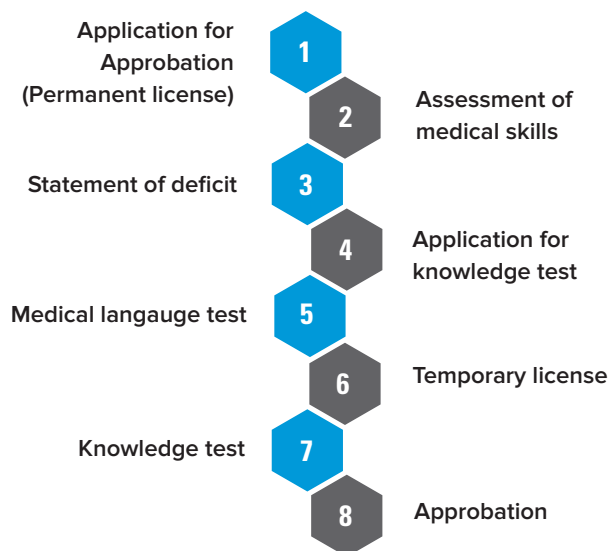 Application for
Approbation
(Permanent license)
1
2
Assessment of
medical skills
Statement of deficit
3
4
Application for
knowledge test
Medical langauge test
5
6
Temporary license
Knowledge test
7
8
Approbation